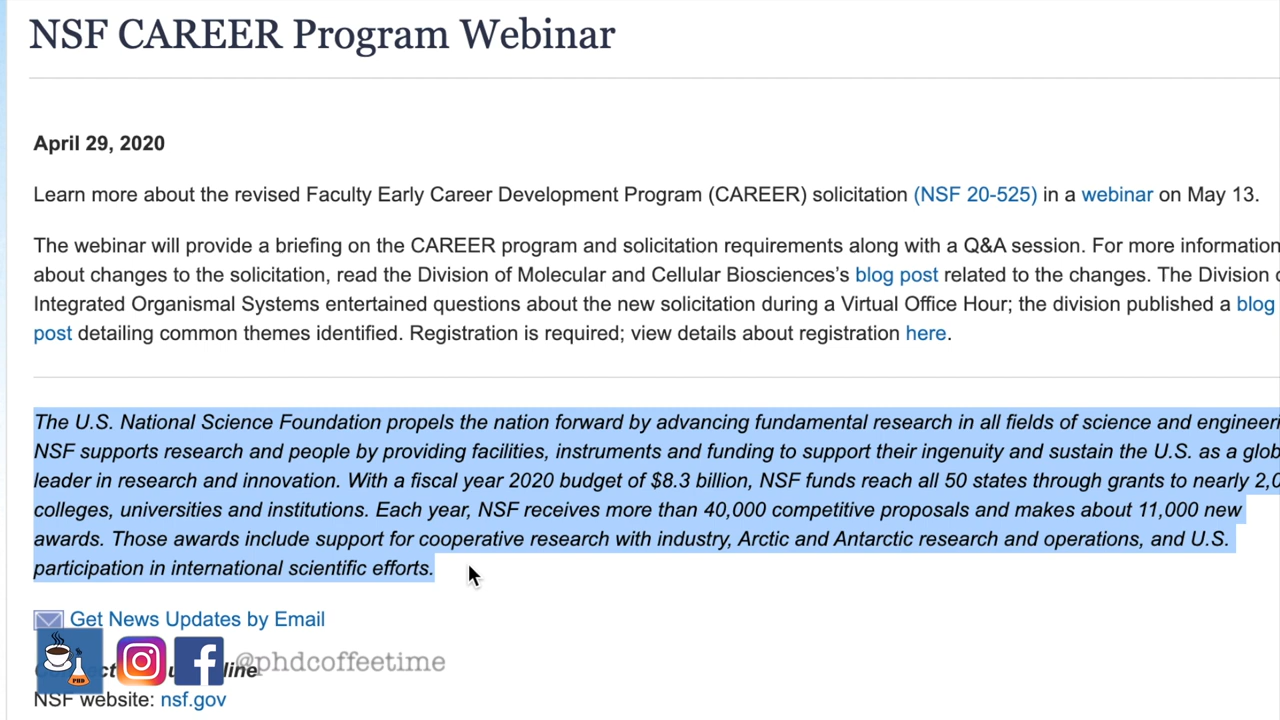 NSF CAREER Program Webinar
April 29, 2020
Learn more about the revised Faculty Early Career Development Program (CAREER) solicitation (NSF 20-525) in a webinar on May 13.
The webinar will provide a briefing on the CAREER program and solicitation requirements along with a Q&A session. For more information
about changes to the solicitation, read the Division of Molecular and Cellular Biosciences's blog post related to the changes. The Division
Integrated Organismal Systems entertained questions about the new solicitation during a Virtual Office Hour; the division published a blog
post detailing common themes identified. Registration is required; view details about registration here.
The U.S. National Science Foundation propels the nation forward by advancing fundamental research in all fields of science and
NSF supports research and people by providing facilities, instruments and funding to support their ingenuity and sustain the U.S. as a
leader in research and innovation. With a fiscal year 2020 budget of $8.3 billion, NSF funds reach all 50 states through grants to nearly
colleges, universities and institutions. Each year, NSF receives more than 40,000 competitive proposals and makes about 11,000 new
awards. Those awards include support for cooperative research with industry, Arctic and Antarctic research and operations, and U.S.
participation in international scientific efforts.
Get News Updates by Email
PHD @phdcoffeetime
NSF website: nsf.gov